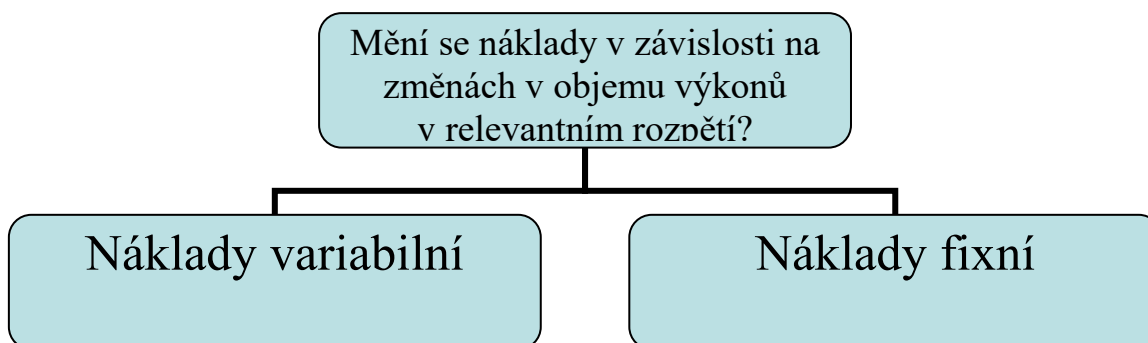 Mění se náklady v závislosti na
změnách v objemu výkonů
v relevantním rozpětí?
Náklady variabilní
Náklady fixní